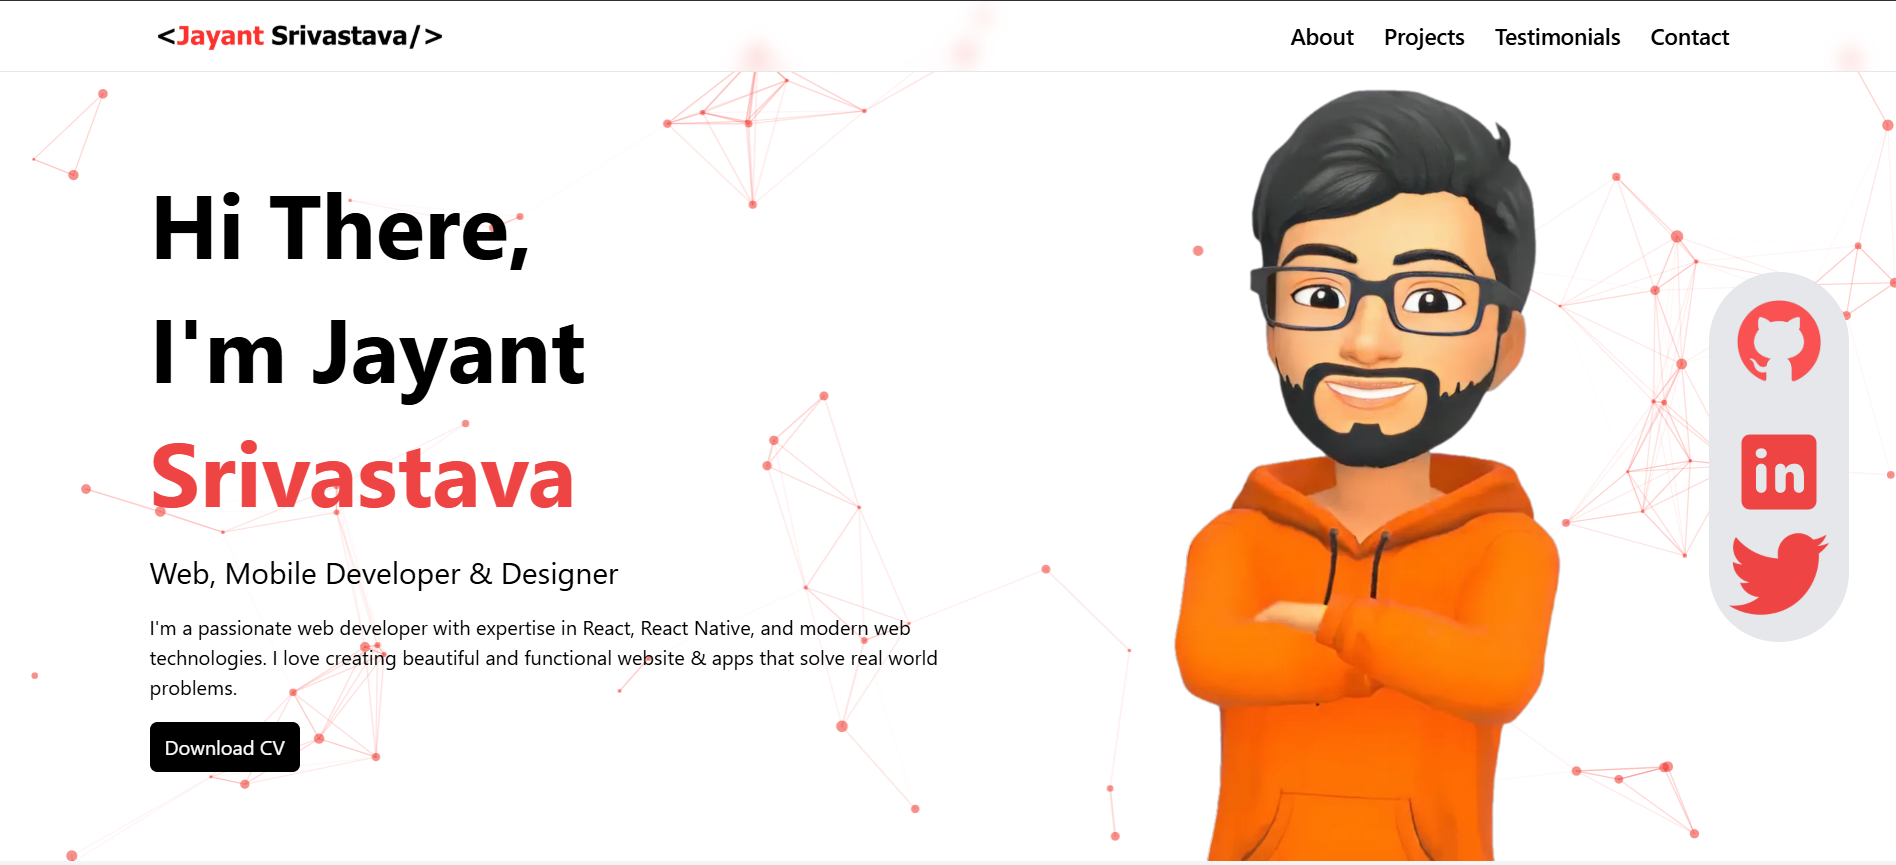 <Jayant Srivastava/>
About Projects Testimonials Contact
Hi There,
I'm Jayant
Srivastava
in
Web, Mobile Developer & Designer
I'm a passionate web developer with expertise in React, React Native, and modern web
technologies. I love creating beautiful and functional website & apps that solve real world
problems.
Download CV